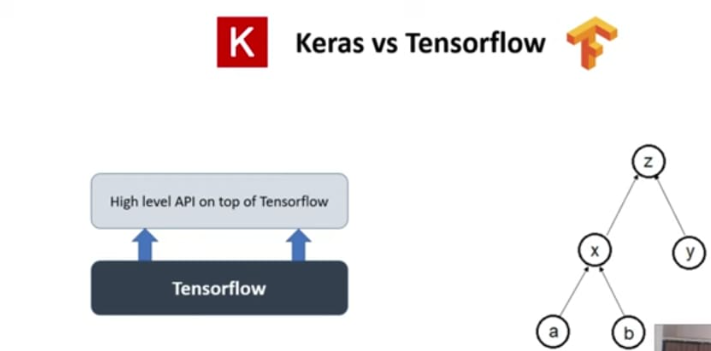 K Keras vs Tensorflow
High level API on top of Tensorflow
Tensorflow
z
x
y
a
b